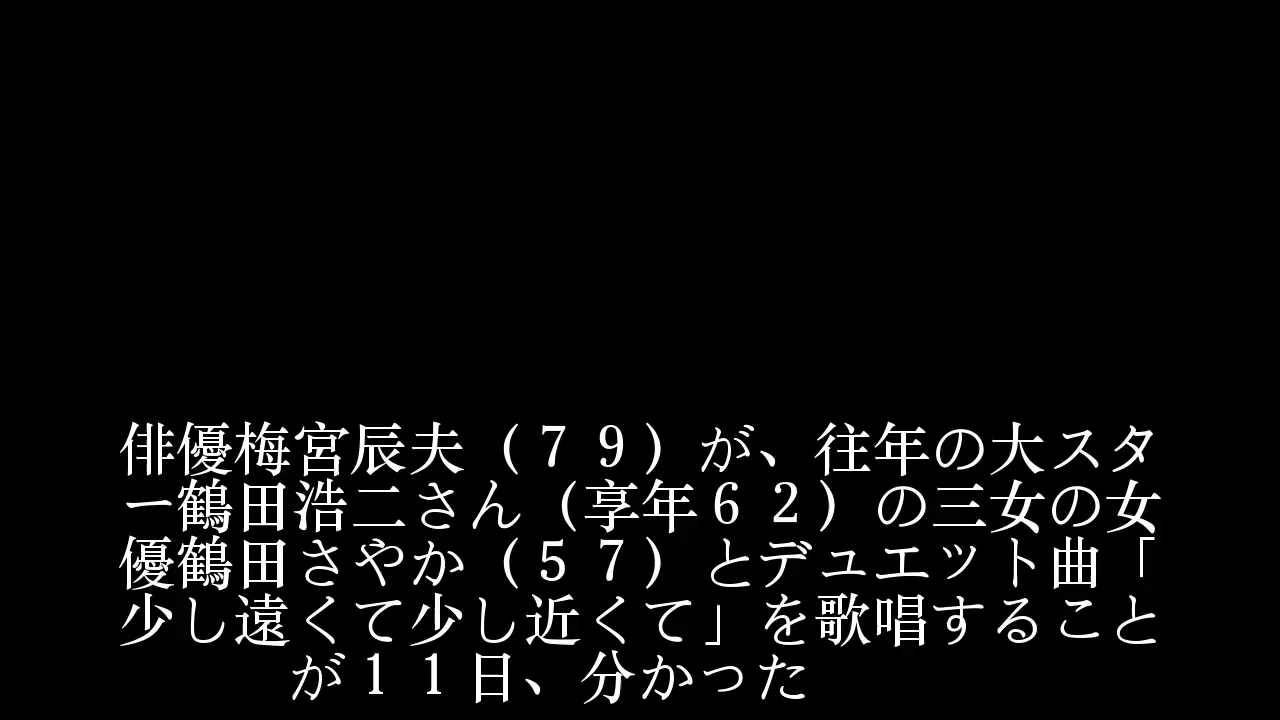 俳優梅宮辰夫（７９）が、往年の大スタ
ー鶴田浩二さん（享年６２）の三女の女
優鶴田さやか（５７）とデュエット曲「
少し遠くて少し近くて」を歌唱すること
が１１日、分かった